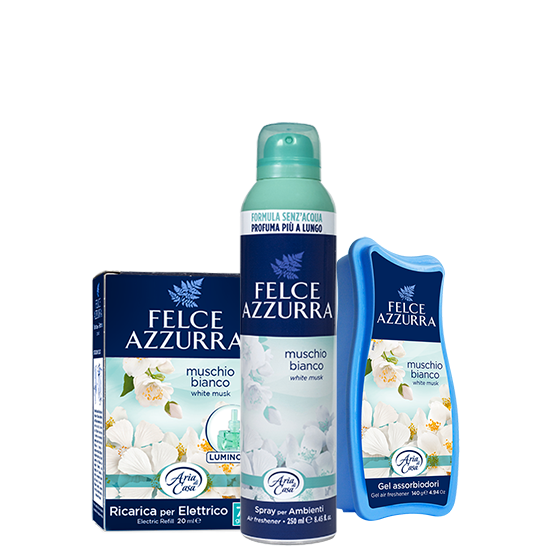 FELCE
AZZURRA
muschio
bianco
white musk
LUMINO
Aria di
Casa
Ricarica per Elettrico
Electric Refill 20 ml ℮
FORMULA SENZ'ACQUA
PROFUMA PIÙ A LUNGO
FELCE
AZZURRA
muschio
bianco
white musk
Aria di
Casa
Spray per Ambienti
Air freshener • 250 ml ℮ 8.45 fl. oz.
FELCE
AZZURRA
muschio
bianco
white musk
Aria di
Casa
Gel assorbiodori
Gel air freshener 140 g ℮ 4.94 Oz